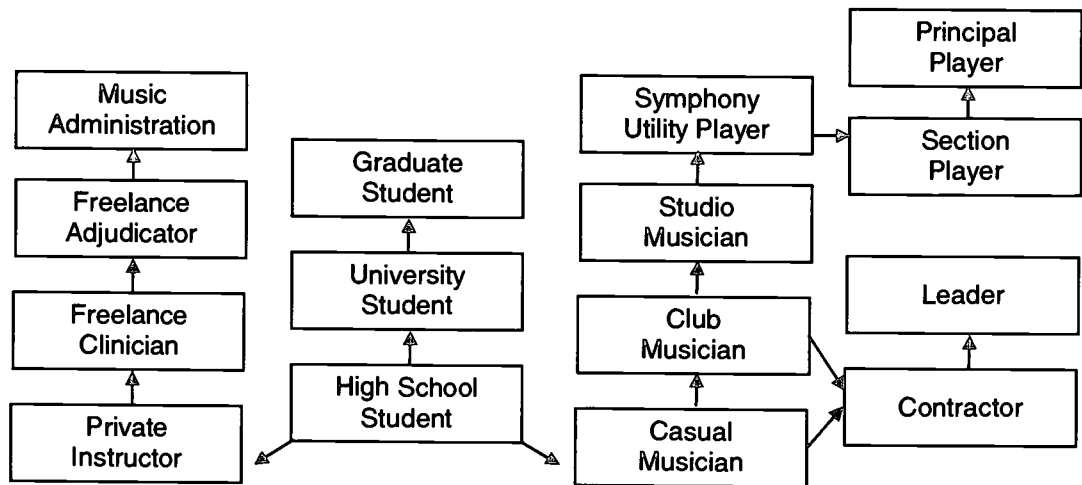 Principal
Player
Music
Administration
Symphony
Utility Player
Graduate
Student
Section
Player
Freelance
Adjudicator
Studio
Musician
University
Student
Leader
Freelance
Clinician
Club
Musician
High School
Student
Contractor
Private
Instructor
Casual
Musician